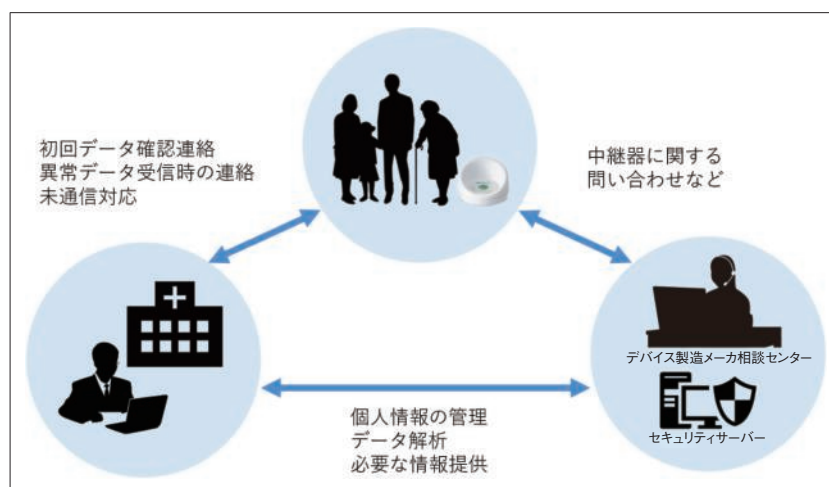 初回データ確認連絡
異常データ受信時の連絡
未通信対応
中継器に関する
問い合わせなど
デバイス製造メーカ相談センター
セキュリティサーバー
個人情報の管理
データ解析
必要な情報提供